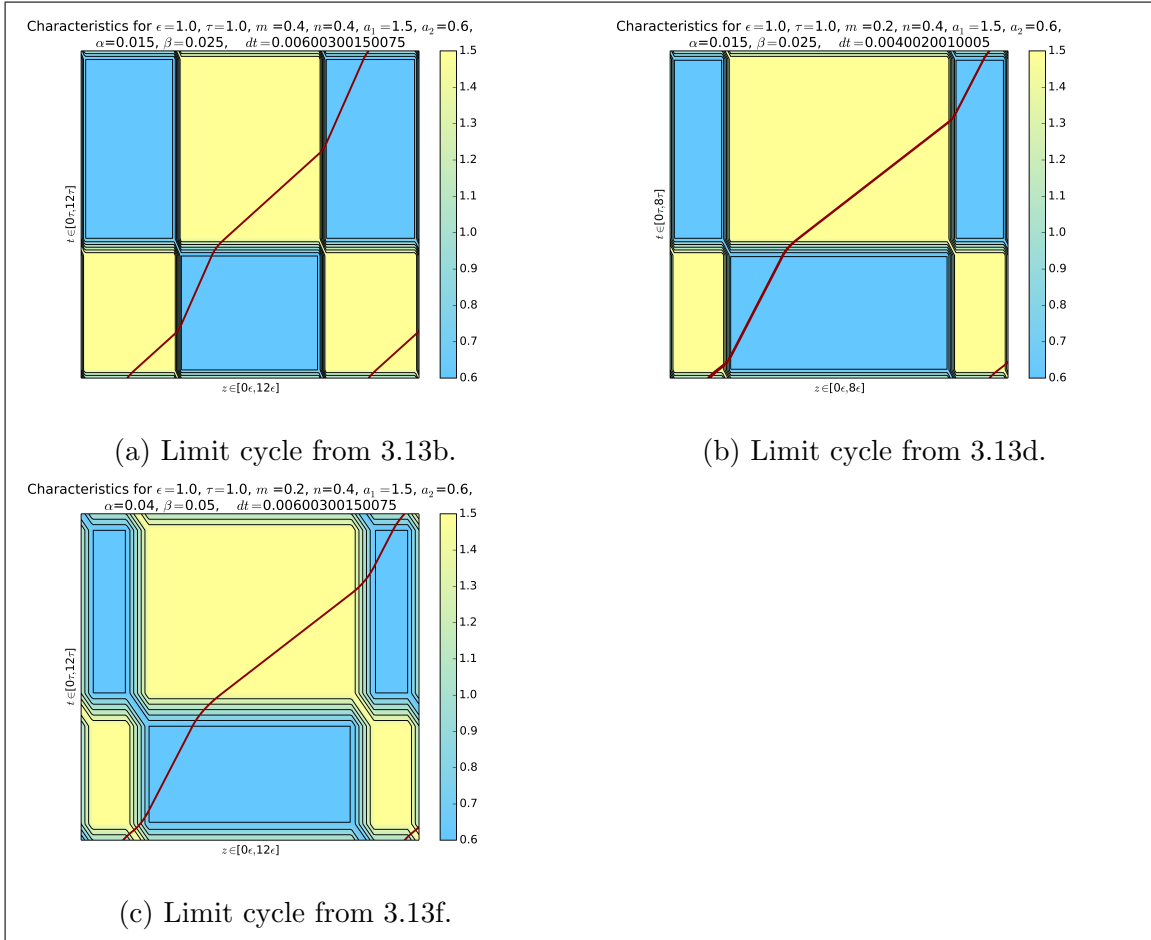 Characteristics for ϵ=1.0, τ=1.0, m =0.4, n=0.4, a₁=1.5, a₂=0.6,
α=0.015, β=0.025, dt=0.00600300150075
1.5
1.4
1.3
1.2
1.1
1.0
0.9
0.8
0.7
0.6
t∈[0τ,12τ]
z∈[0ϵ,12ϵ]
(a) Limit cycle from 3.13b.
Characteristics for ϵ=1.0, τ=1.0, m =0.2, n=0.4, a₁=1.5, a₂=0.6,
α=0.015, β=0.025, dt=0.0040020010005
1.5
1.4
1.3
1.2
1.1
1.0
0.9
0.8
0.7
0.6
t∈[0τ,8τ]
z∈[0ϵ,8ϵ]
(b) Limit cycle from 3.13d.
Characteristics for ϵ=1.0, τ=1.0, m =0.2, n=0.4, a₁=1.5, a₂=0.6,
α=0.04, β=0.05, dt=0.00600300150075
1.5
1.4
1.3
1.2
1.1
1.0
0.9
0.8
0.7
0.6
t∈[0τ,12τ]
z∈[0ϵ,12ϵ]
(c) Limit cycle from 3.13f.